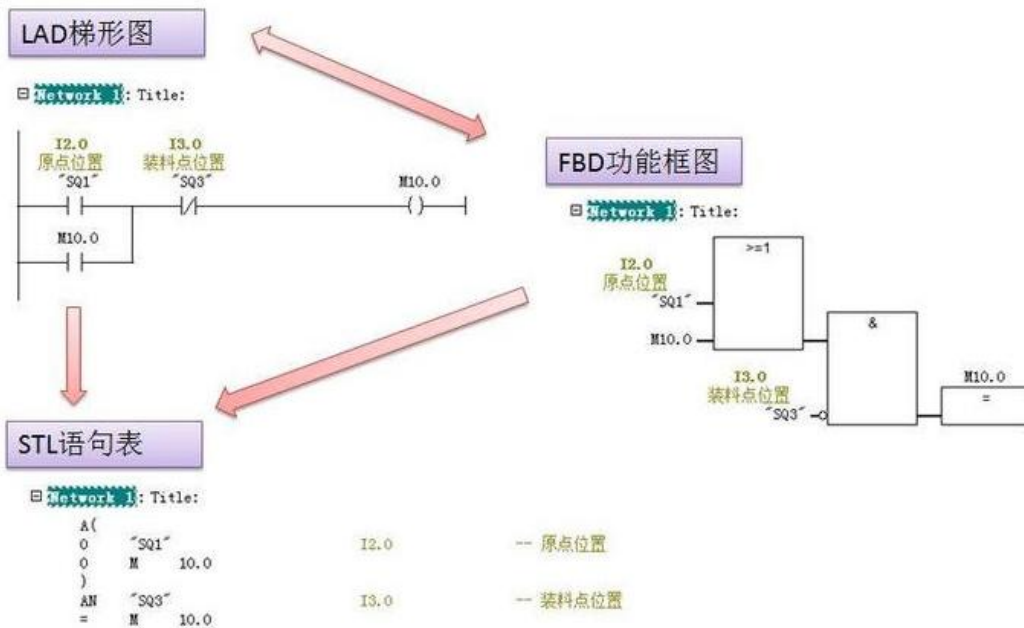 LAD梯形图
Network 1: Title:
I2.0
原点位置
"SQ1"
I3.0
装料点位置
"SQ3"
M10.0
M10.0
FBD功能框图
Network 1: Title:
>=1
I2.0
原点位置
"SQ1"
M10.0
&
I3.0
装料点位置
"SQ3"
M10.0
=
STL语句表
Network 1: Title:
A(
O "SQ1" I2.0 -- 原点位置
O M 10.0
)
AN "SQ3" I3.0 -- 装料点位置
= M 10.0